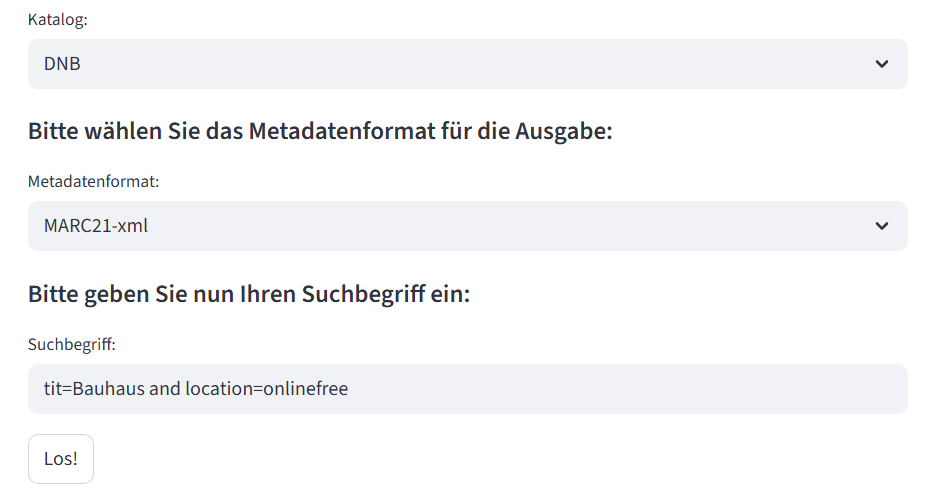 Katalog:
DNB
Bitte wählen Sie das Metadatenformat für die Ausgabe:
Metadatenformat:
MARC21-xml
Bitte geben Sie nun Ihren Suchbegriff ein:
Suchbegriff:
tit=Bauhaus and location=onlinefree
Los!